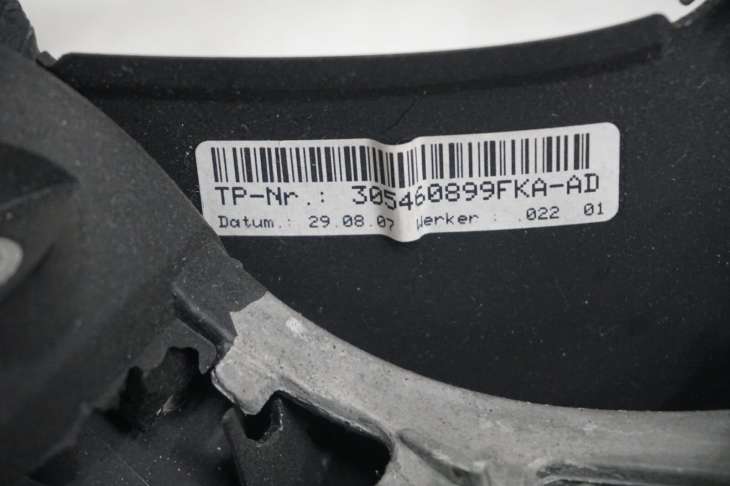 TP-Nr.: 305460899FKA-AD
Datum.: 29.08.07 Werker : .022 01